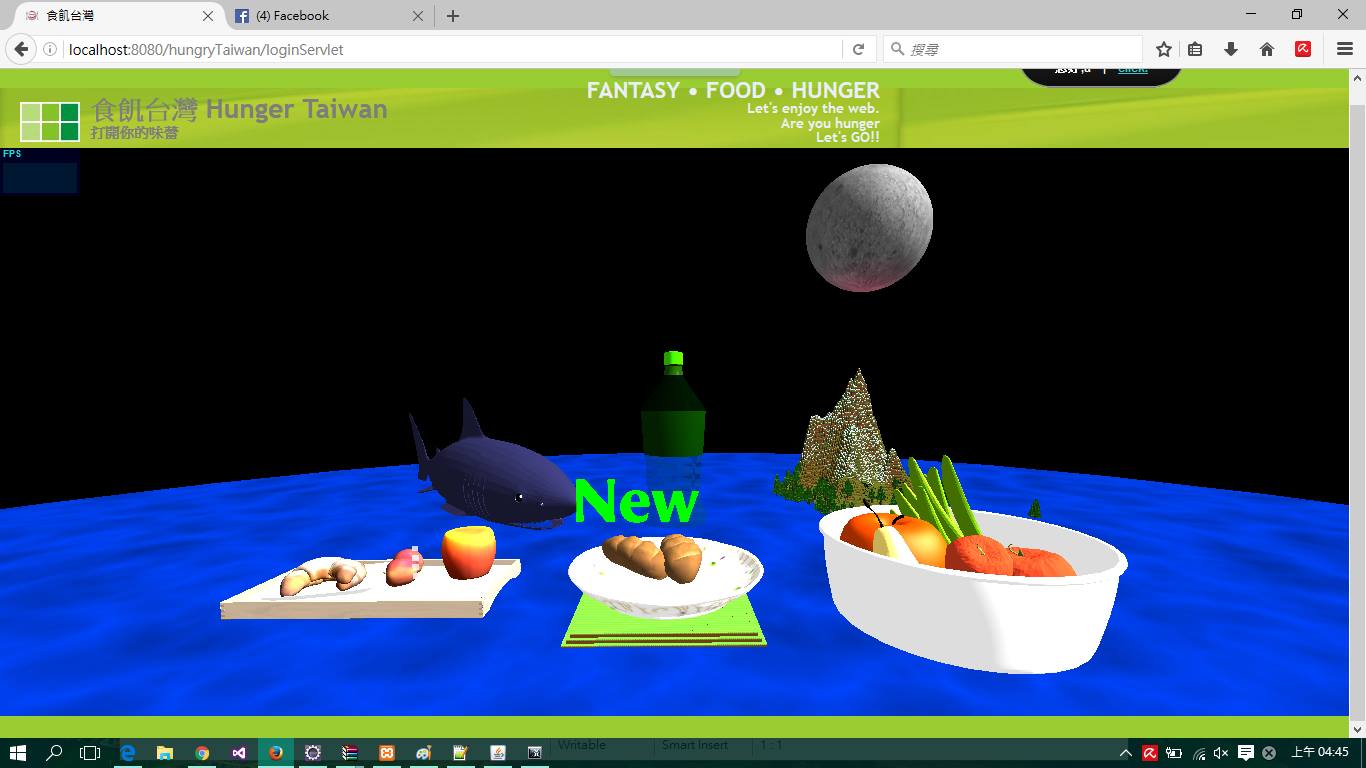 食飢台灣
(4) Facebook
localhost:8080/hungryTaiwan/loginServlet
搜尋
FANTASY • FOOD • HUNGER
食飢台灣 Hunger Taiwan
Let's enjoy the web.
Are you hunger
打開你的味蕾
Let's GO!!
FPS
New
Writable
Smart Insert
1 : 1
上午 04:45